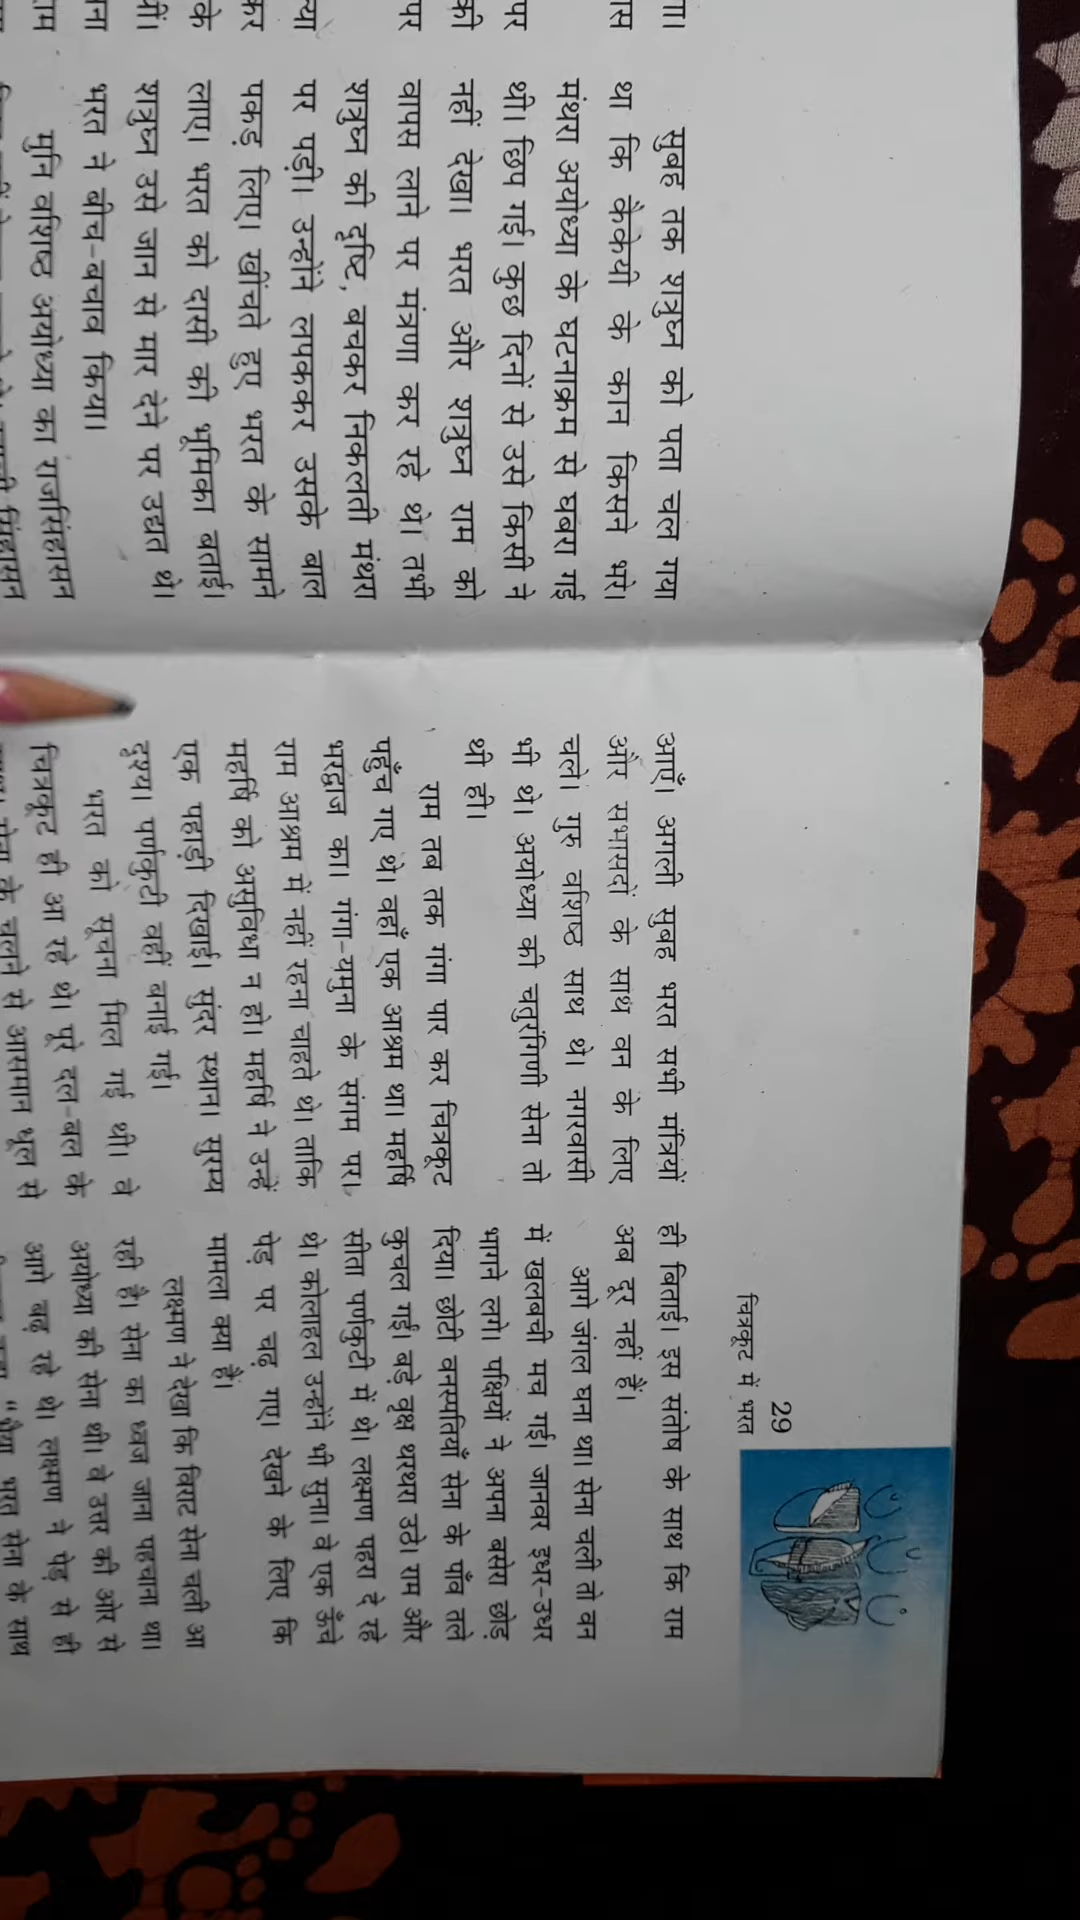 ना।
राम
पर
की
पर
क्या
कर
के
थीं।
ना
राम
सुबह तक शत्रुघ्न को पता चल गया
था कि कैकेयी के कान किसने भरे।
मंथरा अयोध्या के घटनाक्रम से घबरा गई
थी। छिप गई। कुछ दिनों से उसे किसी ने
नहीं देखा। भरत और शत्रुघ्न राम को
वापस लाने पर मंत्रणा कर रहे थे। तभी
शत्रुघ्न की दृष्टि, बचकर निकलती मंथरा
पर पड़ी। उन्होंने लपककर उसके बाल
पकड़ लिए। खींचते हुए भरत के सामने
लाए। भरत को दासी की भूमिका बताई।
शत्रुघ्न उसे जान से मार देने पर उद्यत थे।
भरत ने बीच-बचाव किया।
मुनि वशिष्ठ अयोध्या का राजसिंहासन
सिंहासन
29
चित्रकूट में भरत
आएँ। अगली सुबह भरत सभी मंत्रियों
और सभासदों के साथ वन के लिए
चले। गुरु वशिष्ठ साथ थे। नगरवासी
भी थे। अयोध्या की चतुरंगिणी सेना तो
थी ही।
राम तब तक गंगा पार कर चित्रकूट
पहुँच गए थे। वहाँ एक आश्रम था। महर्षि
भरद्वाज का। गंगा-यमुना के संगम पर।
राम आश्रम में नहीं रहना चाहते थे। ताकि
महर्षि को असुविधा न हो। महर्षि ने उन्हें
एक पहाड़ी दिखाई। सुंदर स्थान। सुरम्य
दृश्य। पर्णकुटी वहीं बनाई गई।
भरत को सूचना मिल गई थी। वे
चित्रकूट ही आ रहे थे। पूरे दल-बल के
साथ। सेना के चलने से आसमान धूल से
ही बिताई। इस संतोष के साथ कि राम
अब दूर नहीं हैं।
आगे जंगल घना था। सेना चली तो वन
में खलबली मच गई। जानवर इधर-उधर
भागने लगे। पक्षियों ने अपना बसेरा छोड़
दिया। छोटी वनस्पतियाँ सेना के पाँव तले
कुचल गईं। बड़े वृक्ष थरथरा उठे। राम और
सीता पर्णकुटी में थे। लक्ष्मण पहरा दे रहे
थे। कोलाहल उन्होंने भी सुना। वे एक ऊँचे
पेड़ पर चढ़ गए। देखने के लिए कि
मामला क्या है।
लक्ष्मण ने देखा कि विराट सेना चली आ
रही है। सेना का ध्वज जाना पहचाना था।
अयोध्या की सेना थी। वे उत्तर की ओर से
आगे बढ़ रहे थे। लक्ष्मण ने पेड़ से ही
"भैया, भरत सेना के साथ